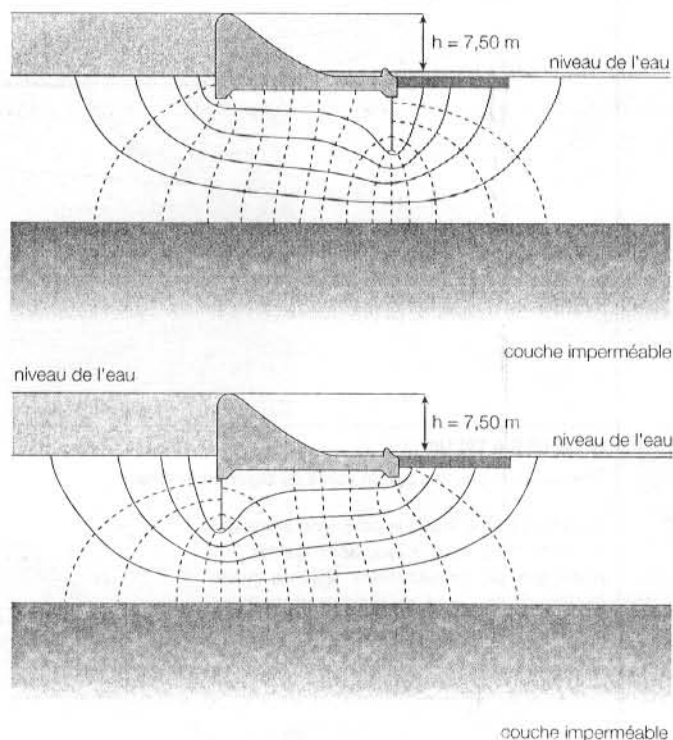 h = 7,50 m
niveau de l'eau
couche imperméable
niveau de l'eau
h = 7,50 m
niveau de l'eau
couche imperméable